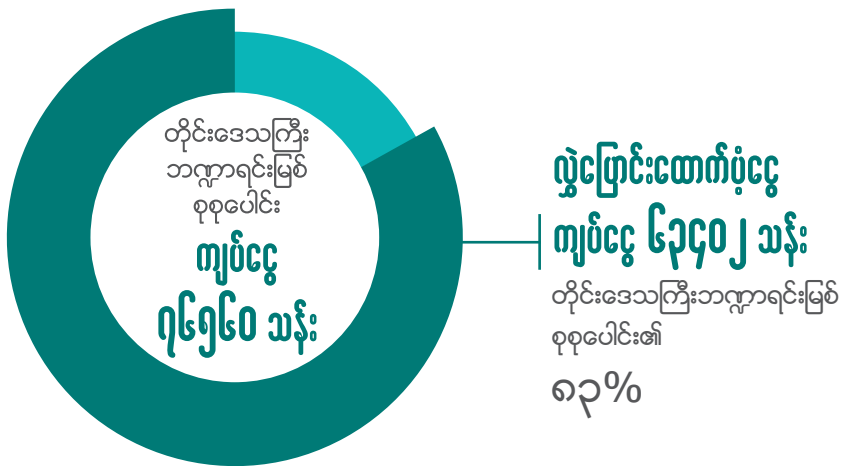 တိုင်းဒေသကြီး
ဘဏ္ဍာရင်းမြစ်
စုစုပေါင်း
ကျပ်ငွေ
၇၆၅၆၀ သန်း
လွှဲပြောင်းထောက်ပံ့ငွေ
ကျပ်ငွေ ၆၃၄၀၂ သန်း
တိုင်းဒေသကြီးဘဏ္ဍာရင်းမြစ်
စုစုပေါင်း၏
၈၃%